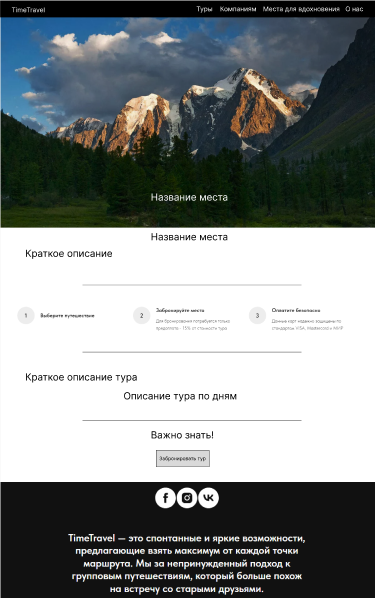 TimeTravel
Туры Компаниям Места для вдохновения О нас
Название места
Название места
Краткое описание
1 Выберите путешествие
2 Забронируйте место
Для бронирования потребуется только
предоплата - 15% от стоимости тура
3 Оплатите безопасно
Данные карт надежно защищены по
стандартам VISA, Mastercard и МИР
Краткое описание тура
Описание тура по дням
Важно знать!
Забронировать тур
TimeTravel — это спонтанные и яркие возможности,
предлагающие взять максимум от каждой точки
маршрута. Мы за непринужденный подход к
групповым путешествиям, который больше похож
на встречу со старыми друзьями.